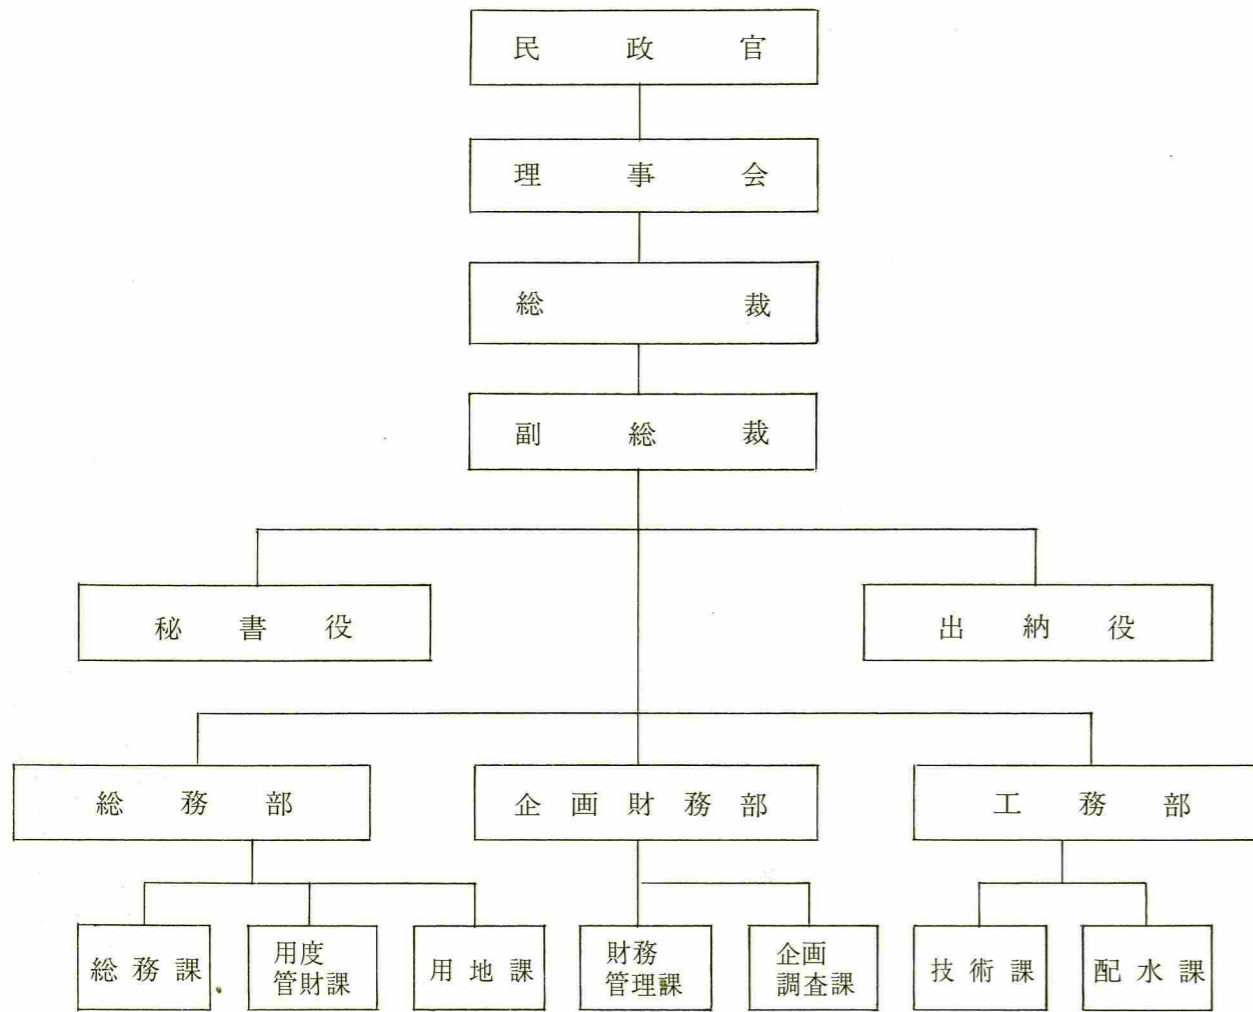 民政官
理事会
総裁
副総裁
秘書役
出納役
総務部
企画財務部
工務部
総務課
用度
管財課
用地課
財務
管理課
企画
調査課
技術課
配水課